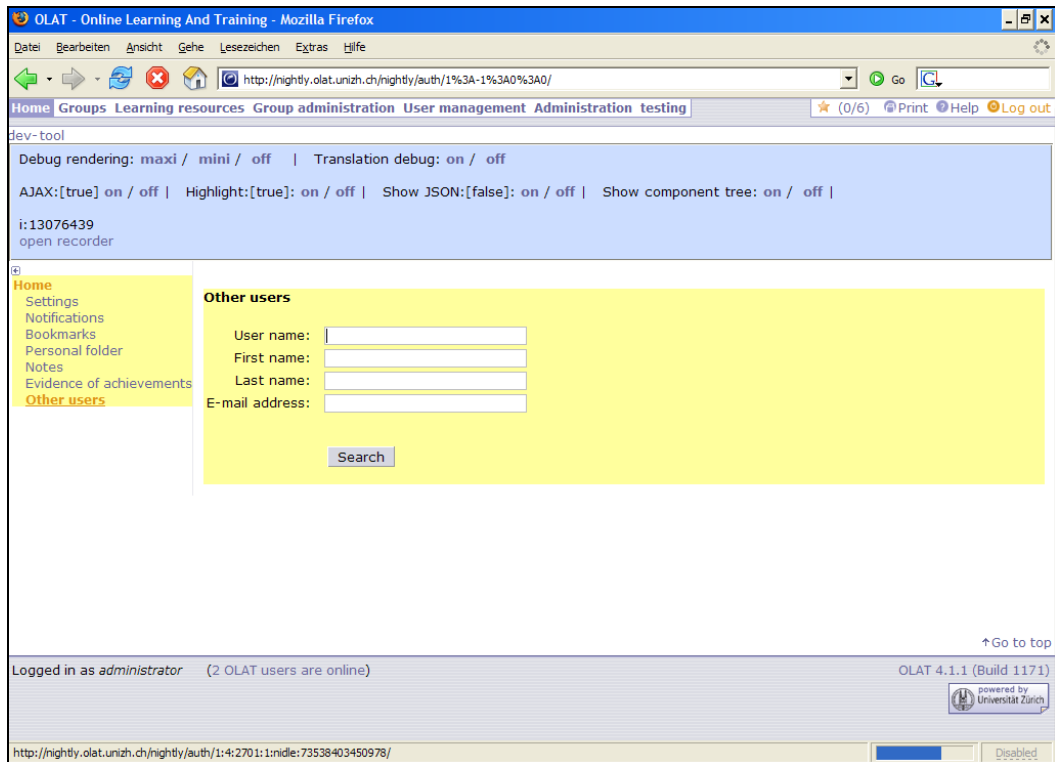 OLAT - Online Learning And Training - Mozilla Firefox
Datei Bearbeiten Ansicht Gehe Lesezeichen Extras Hilfe
http://nightly.olat.unizh.ch/nightly/auth/1%3A-1%3A0%3A0/ Go G
Home Groups Learning resources Group administration User management Administration testing (0/6) Print Help Log out
dev-tool
Debug rendering: maxi / mini / off | Translation debug: on / off
AJAX:[true] on / off | Highlight:[true]: on / off | Show JSON:[false]: on / off | Show component tree: on / off |
i:13076439
open recorder
Home
Settings
Notifications
Bookmarks
Personal folder
Notes
Evidence of achievements
Other users
Other users
User name:
First name:
Last name:
E-mail address:
Search
Go to top
Logged in as administrator (2 OLAT users are online) OLAT 4.1.1 (Build 1171)
powered by
Universität Zürich
http://nightly.olat.unizh.ch/nightly/auth/1:4:2701:1:nidle:73538403450978/ Disabled